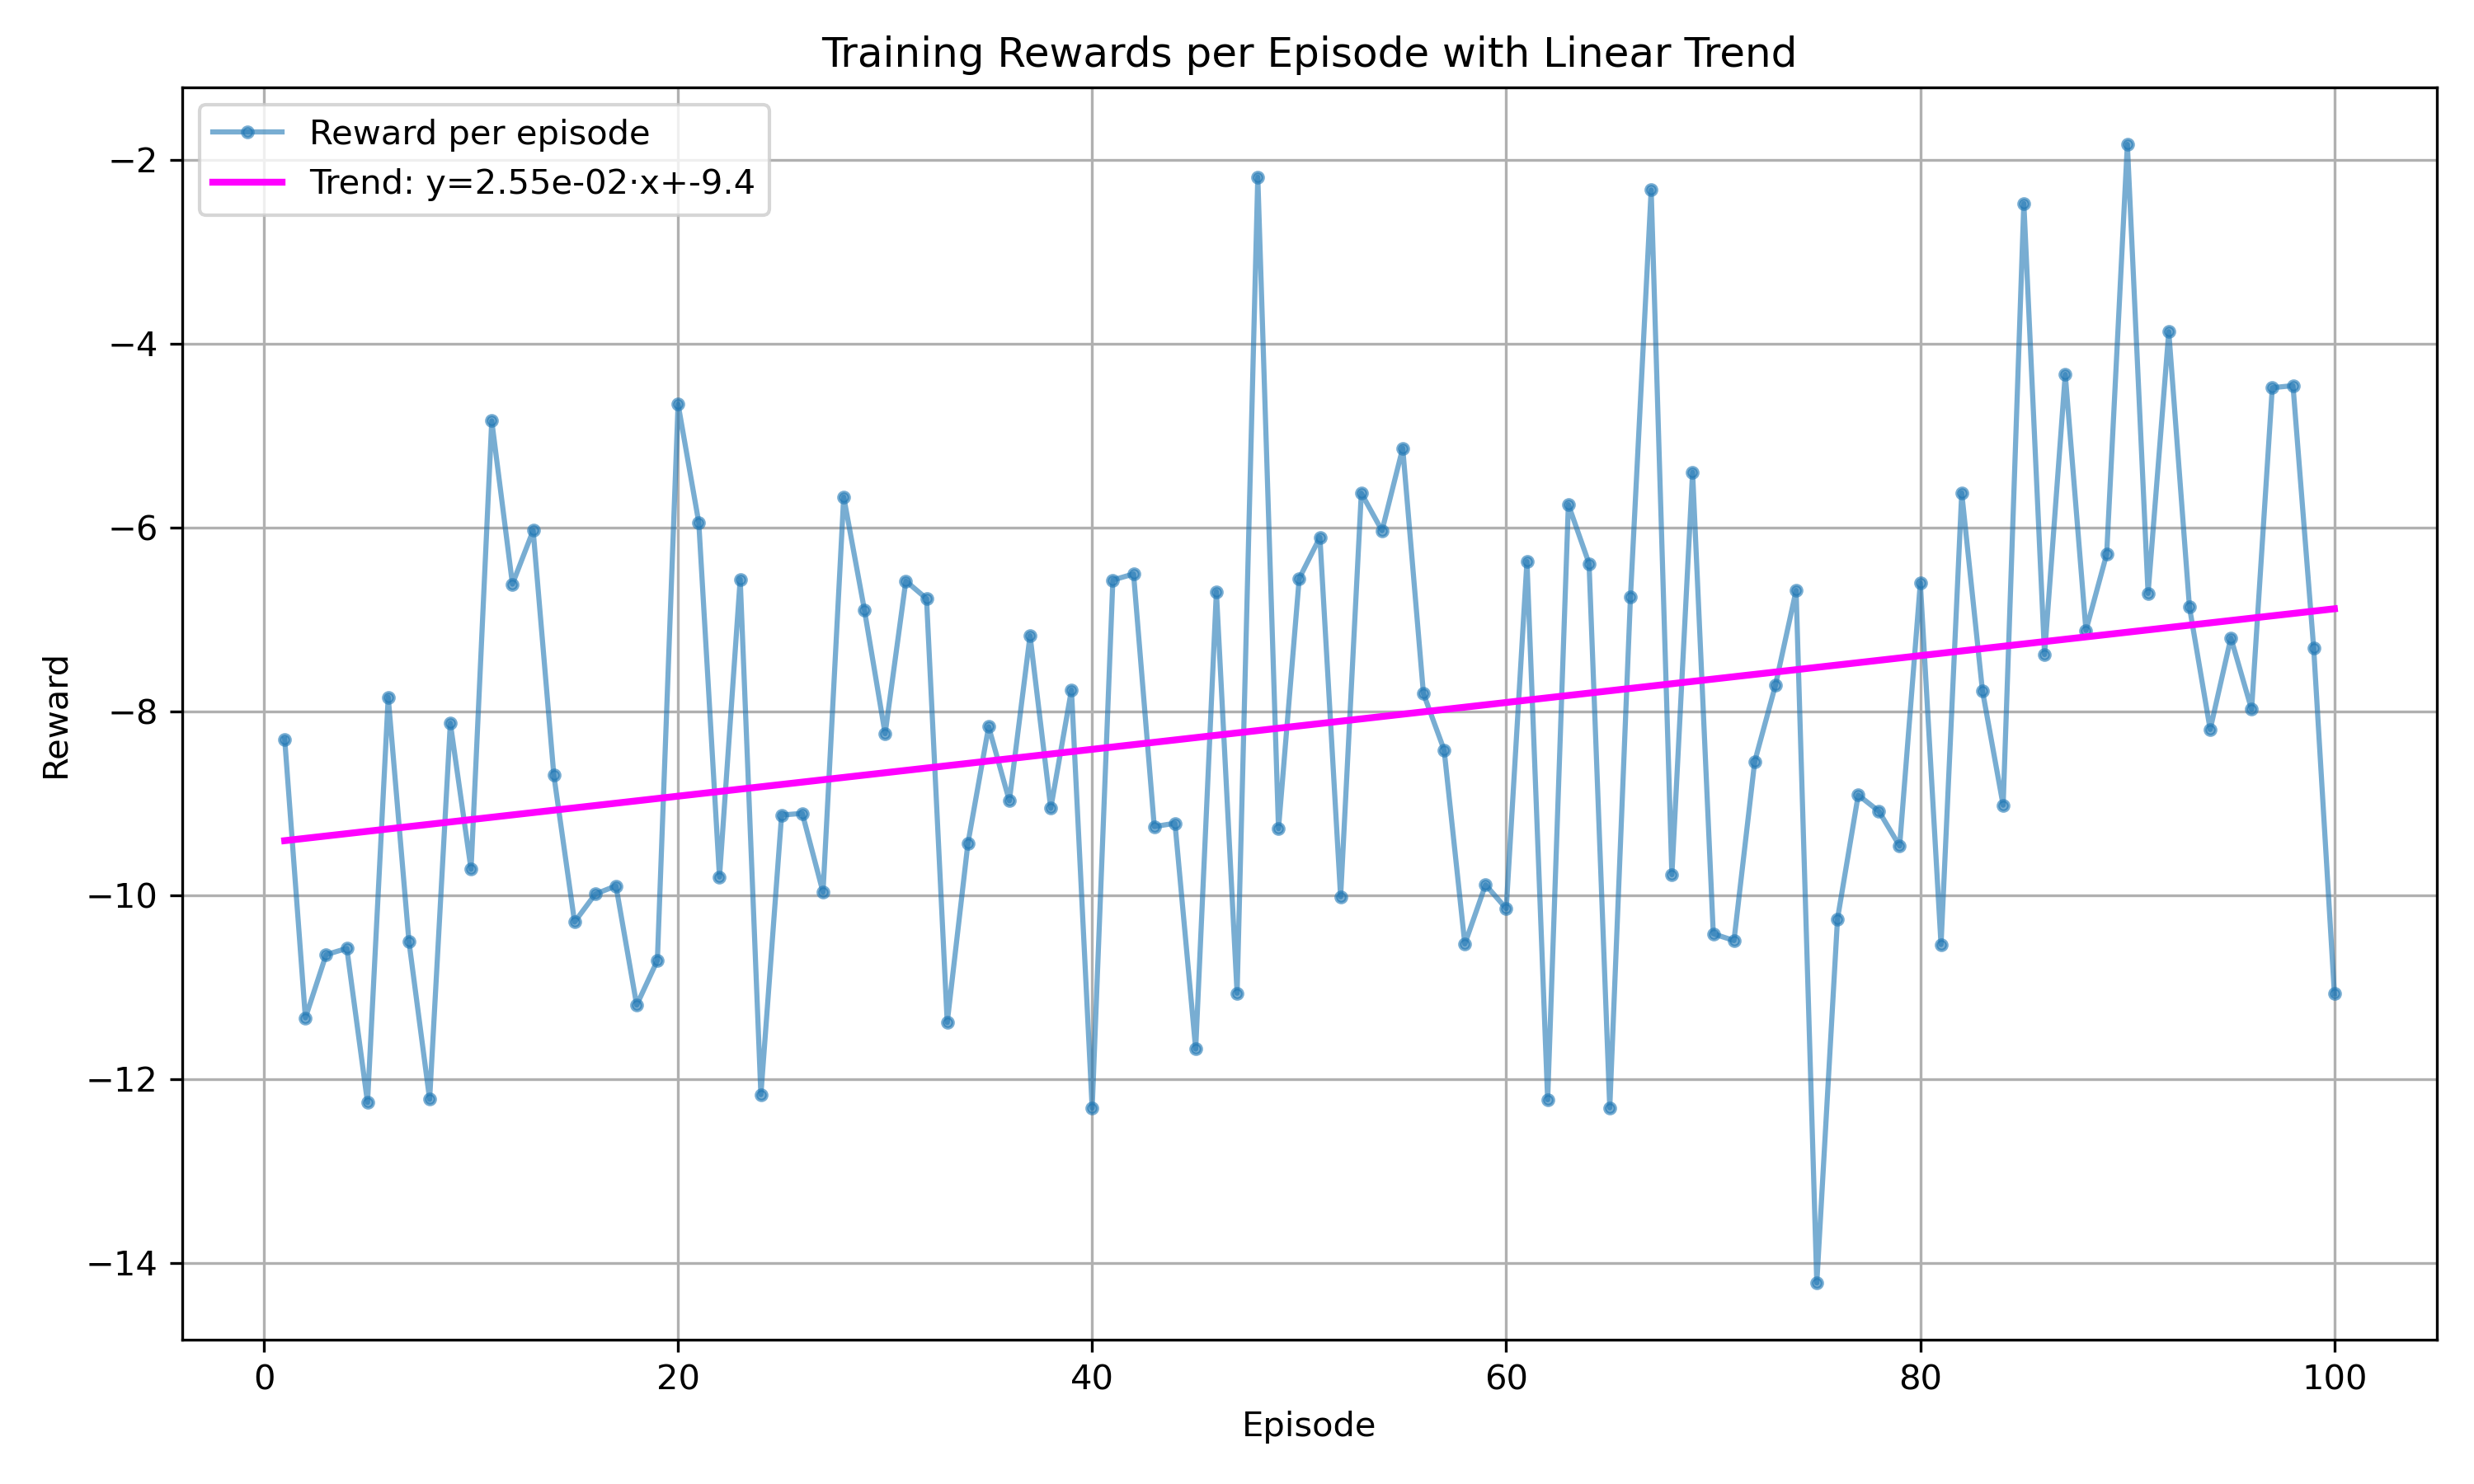 Training Rewards per Episode with Linear Trend
Reward per episode
Trend: y=2.55e-02·x+-9.4
−2
−4
−6
−8
−10
−12
−14
Reward
0 20 40 60 80 100
Episode